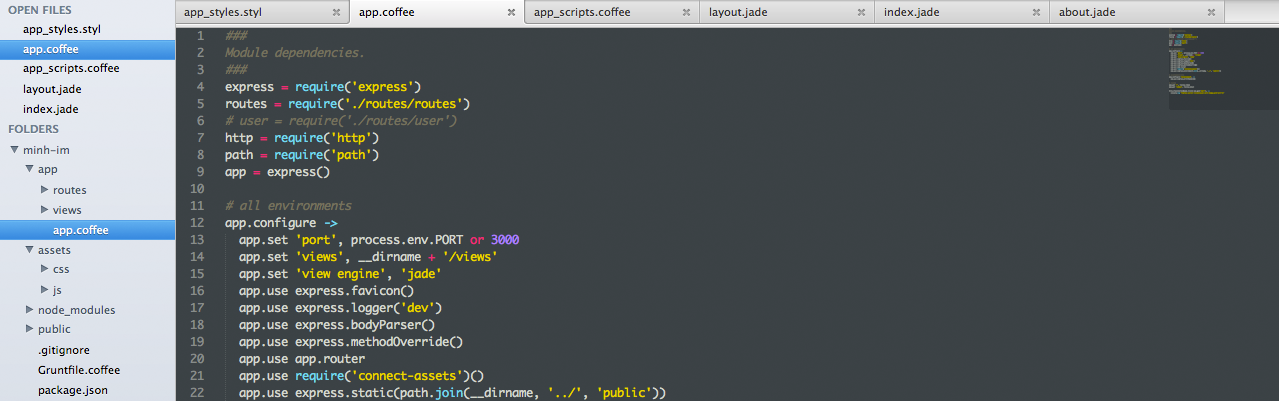 OPEN FILES
app_styles.styl
app.coffee
app_scripts.coffee
layout.jade
index.jade
FOLDERS
minh-im
app
routes
views
app.coffee
assets
css
js
node_modules
public
.gitignore
Gruntfile.coffee
package.json
app_styles.styl app.coffee app_scripts.coffee layout.jade index.jade about.jade
1 ###
2 Module dependencies.
3 ###
4 express = require('express')
5 routes = require('./routes/routes')
6 # user = require('./routes/user')
7 http = require('http')
8 path = require('path')
9 app = express()
10
11 # all environments
12 app.configure ->
13 app.set 'port', process.env.PORT or 3000
14 app.set 'views', __dirname + '/views'
15 app.set 'view engine', 'jade'
16 app.use express.favicon()
17 app.use express.logger('dev')
18 app.use express.bodyParser()
19 app.use express.methodOverride()
20 app.use app.router
21 app.use require('connect-assets')()
22 app.use express.static(path.join(__dirname, '../', 'public'))